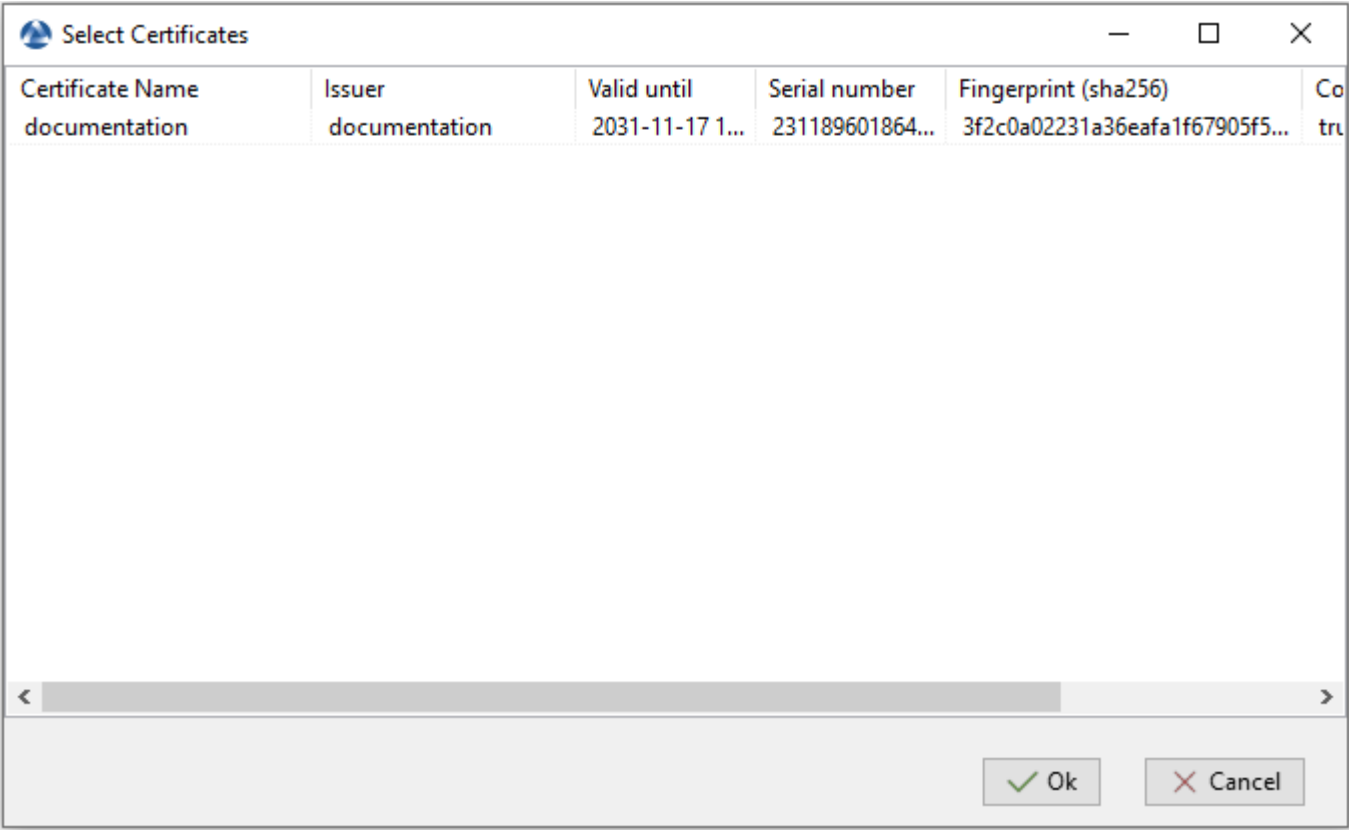 Select Certificates
Certificate Name Issuer Valid until Serial number Fingerprint (sha256) Co
documentation documentation 2031-11-17 1... 231189601864... 3f2c0a02231a36eafa1f67905f5... tru
Ok Cancel